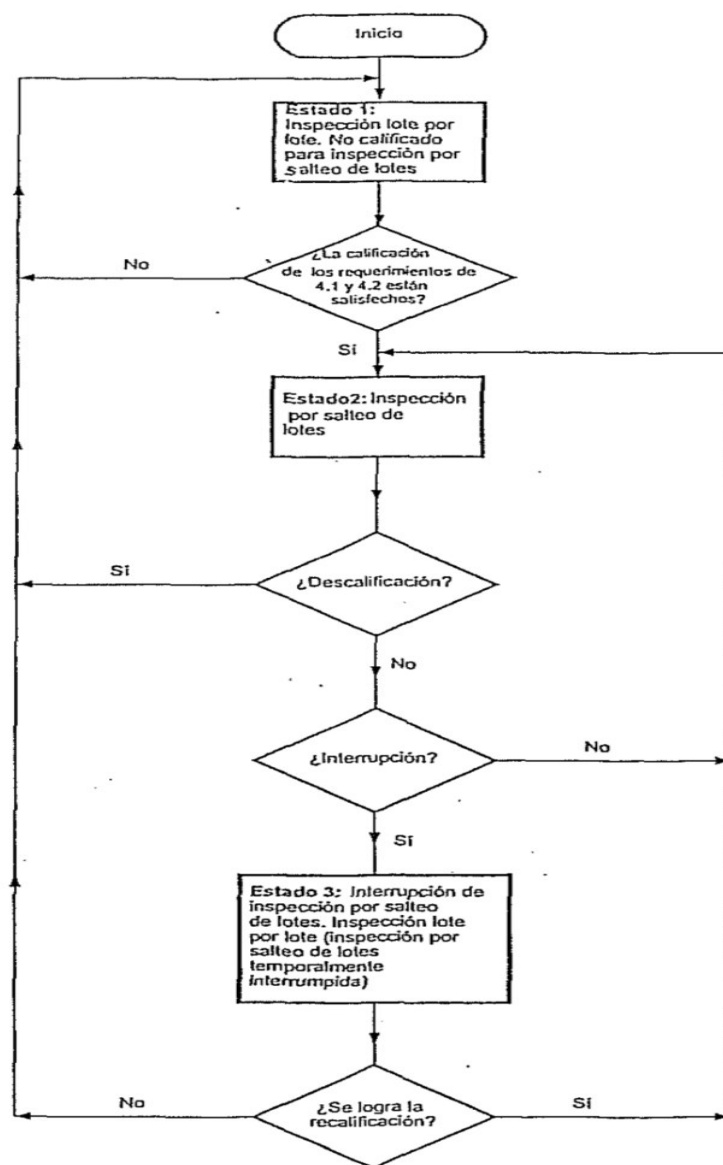 Inicio
Estado 1:
Inspección lote por
lote. No calificado
para inspección por
salteo de lotes
¿La calificación
de los requerimientos de
4.1 y 4.2 están
satisfechos?
No
Sí
Estado2: Inspección
por salteo de
lotes
¿Descalificación?
Sí
No
¿Interrupción?
No
Sí
Estado 3: Interrupción de
inspección por salteo
de lotes. Inspección lote
por lote (inspección por
salteo de lotes
temporalmente
interrumpida)
¿Se logra la
recalificación?
No
Sí